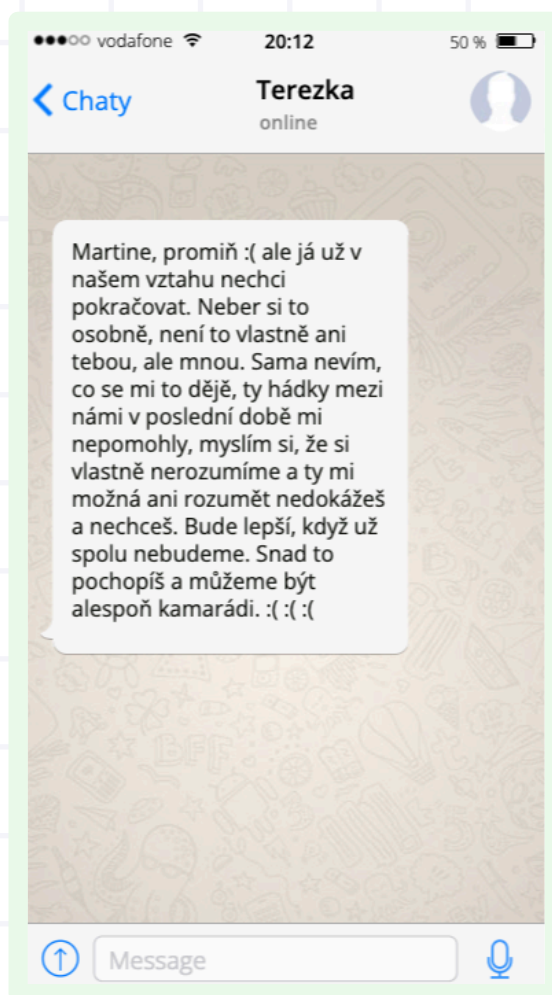 vodafone 20:12 50 %
Chaty Terezka
online
Martine, promiň :( ale já už v
našem vztahu nechci
pokračovat. Neber si to
osobně, není to vlastně ani
tebou, ale mnou. Sama nevím,
co se mi to dějě, ty hádky mezi
námi v poslední době mi
nepomohly, myslím si, že si
vlastně nerozumíme a ty mi
možná ani rozumět nedokážeš
a nechceš. Bude lepší, když už
spolu nebudeme. Snad to
pochopíš a můžeme být
alespoň kamarádi. :( :( :(
BFF
Message